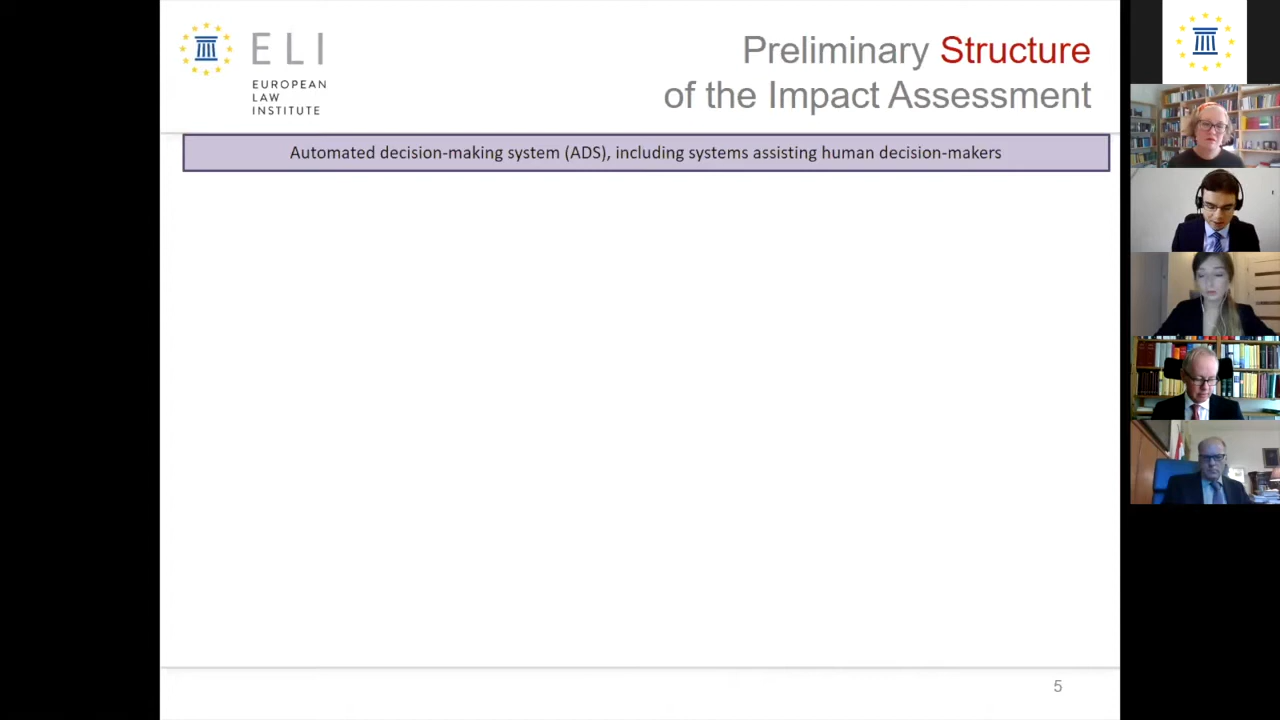 ELI
EUROPEAN
LAW
INSTITUTE
Preliminary Structure
of the Impact Assessment
Automated decision-making system (ADS), including systems assisting human decision-makers
5